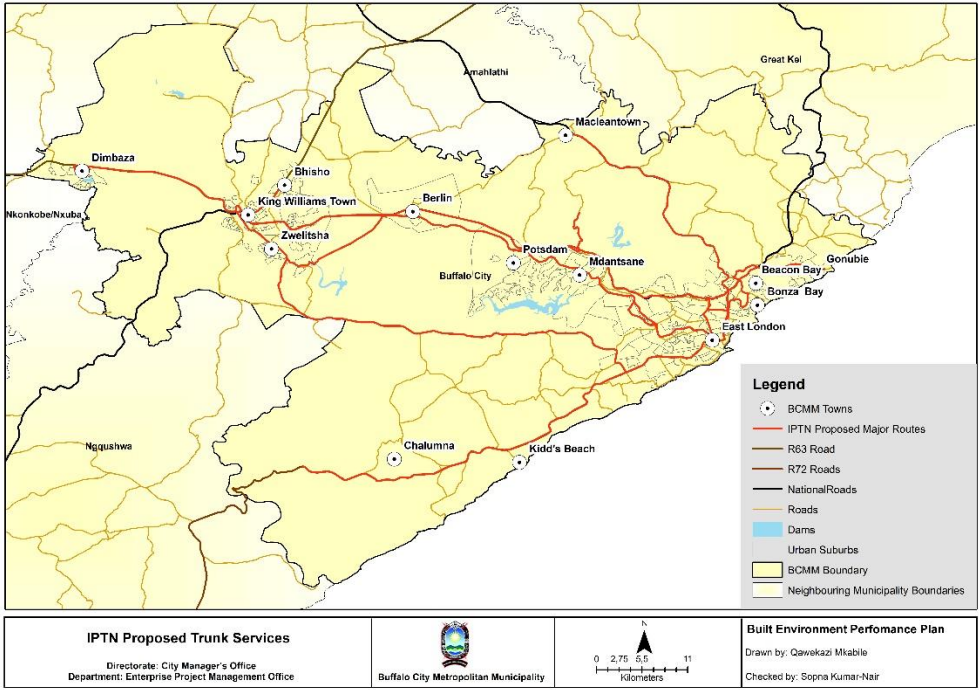 Great Kei
Amahlathi
Macleantown
Dimbaza
Bhisho
King Williams Town
Berlin
Nkonkobe/Nxuba
Zwelitsha
Potsdam
Buffalo City
Mdantsane
Gonubie
Beacon Bay
Bonza Bay
East London
Ngqushwa
Chalumna
Kidd's Beach
Legend
BCMM Towns
IPTN Proposed Major Routes
R63 Road
R72 Roads
NationalRoads
Roads
Dams
Urban Suburbs
BCMM Boundary
Neighbouring Municipality Boundaries
IPTN Proposed Trunk Services
Directorate: City Manager's Office
Department: Enterprise Project Management Office
Buffalo City Metropolitan Municipality
N
0 2,75 5,5 11
Kilometers
Built Environment Perfomance Plan
Drawn by: Qawekazi Mkabile
Checked by: Sopna Kumar-Nair